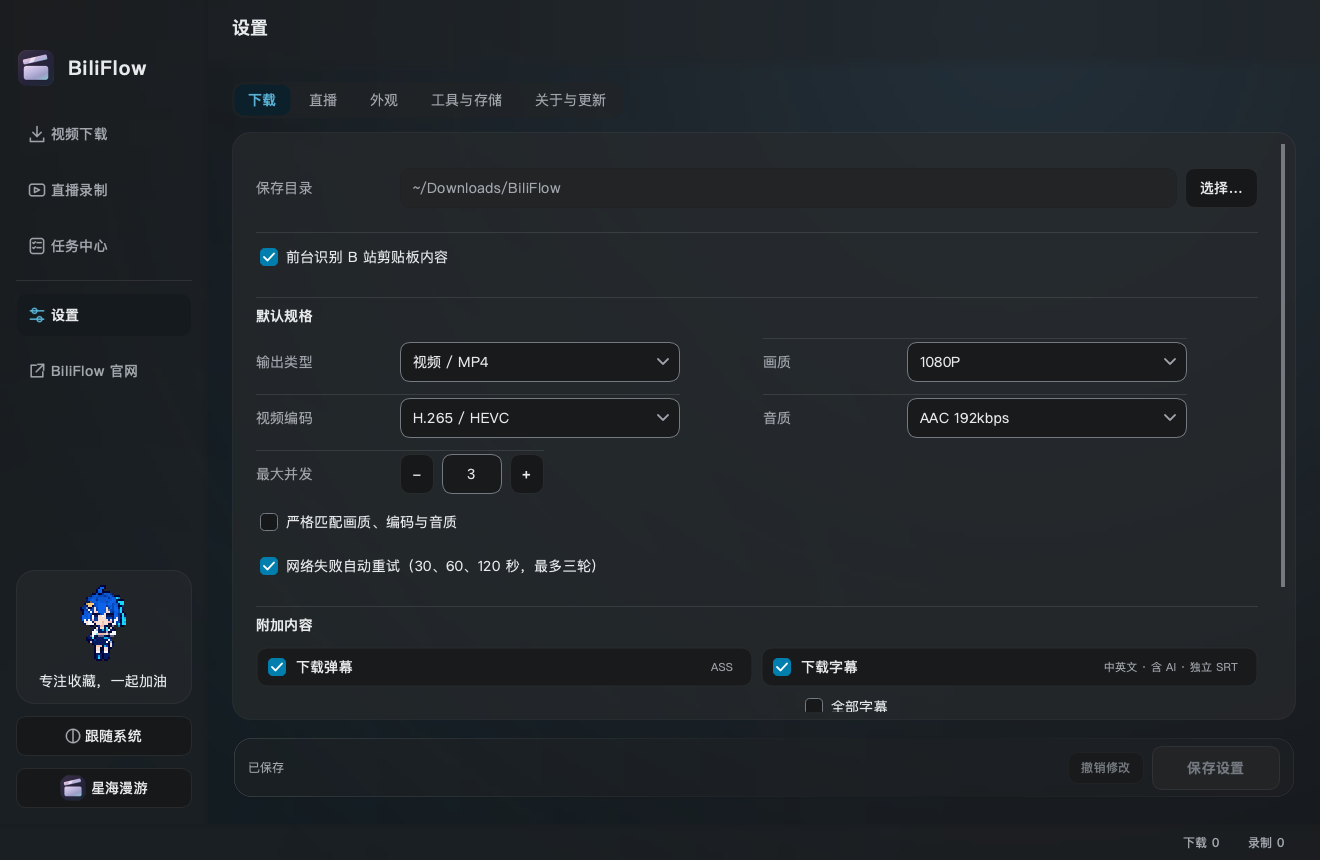 设置
BiliFlow
视频下载
直播录制
任务中心
设置
BiliFlow 官网
专注收藏，一起加油
跟随系统
星海漫游
下载 直播 外观 工具与存储 关于与更新
保存目录 ~/Downloads/BiliFlow 选择...
前台识别 B 站剪贴板内容
默认规格
输出类型 视频 / MP4 画质 1080P
视频编码 H.265 / HEVC 音质 AAC 192kbps
最大并发 − 3 +
严格匹配画质、编码与音质
网络失败自动重试（30、60、120 秒，最多三轮）
附加内容
下载弹幕 ASS 下载字幕 中英文 · 含 AI · 独立 SRT
全部字幕
已保存 撤销修改 保存设置
下载 0 录制 0